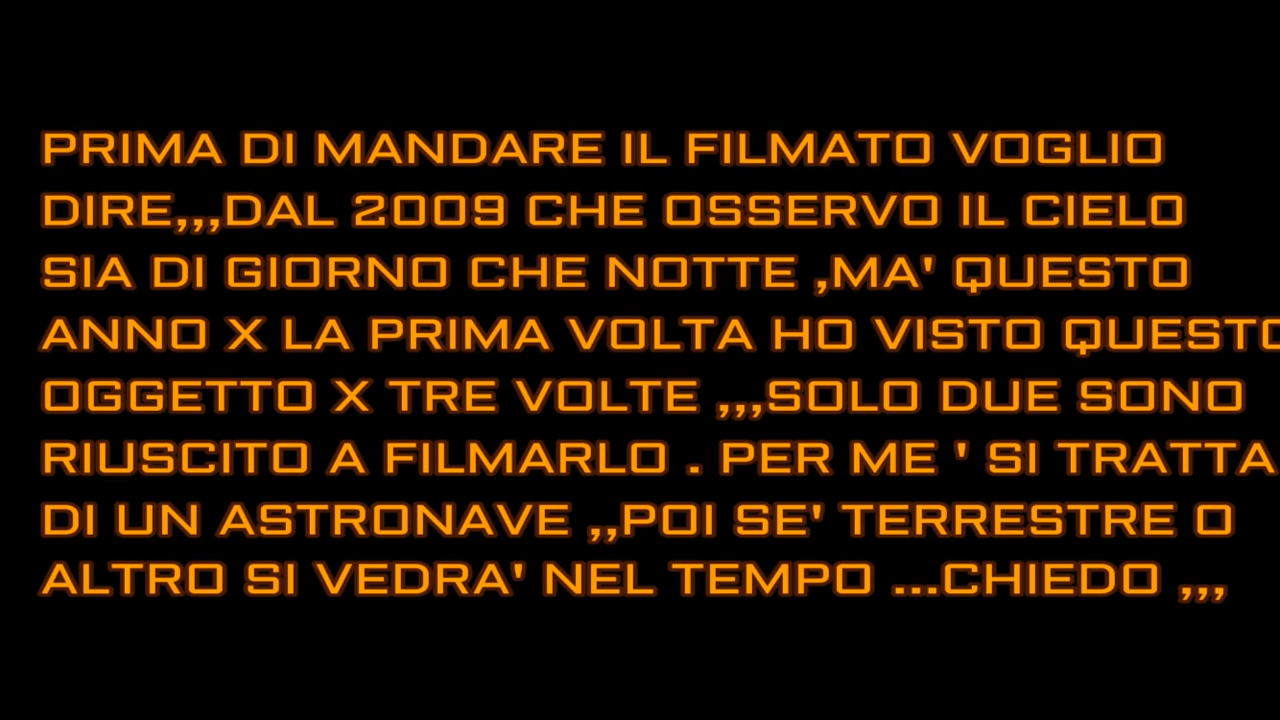 PRIMA DI MANDARE IL FILMATO VOGLIO
DIRE,,,DAL 2009 CHE OSSERVO IL CIELO
SIA DI GIORNO CHE NOTTE ,MA' QUESTO
ANNO X LA PRIMA VOLTA HO VISTO QUESTO
OGGETTO X TRE VOLTE ,,,SOLO DUE SONO
RIUSCITO A FILMARLO . PER ME ' SI TRATTA
DI UN ASTRONAVE ,,POI SE' TERRESTRE O
ALTRO SI VEDRA' NEL TEMPO ...CHIEDO ,,,